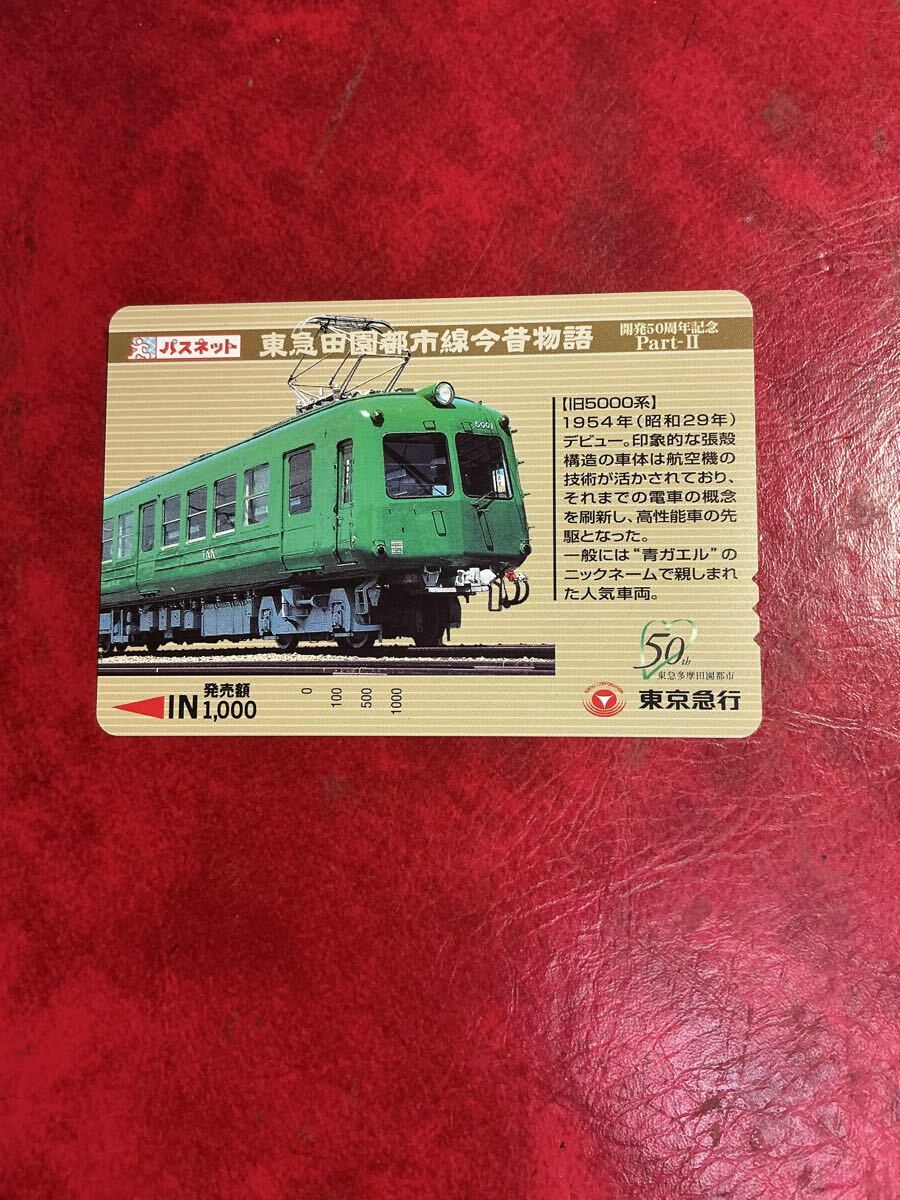 パスネット
東急田園都市線今昔物語
開発50周年記念
Part-II
【旧5000系】
1954年(昭和29年)
デビュー。印象的な張殻
構造の車体は航空機の
技術が活かされており、
それまでの電車の概念
を刷新し、高性能車の先
駆となった。
一般には“青ガエル”の
ニックネームで親しまれ
た人気車両。
5001
TKK
50th
東急多摩田園都市
IN
発売額
1,000
0
100
500
1000
TOKYU CORPORATION
東京急行